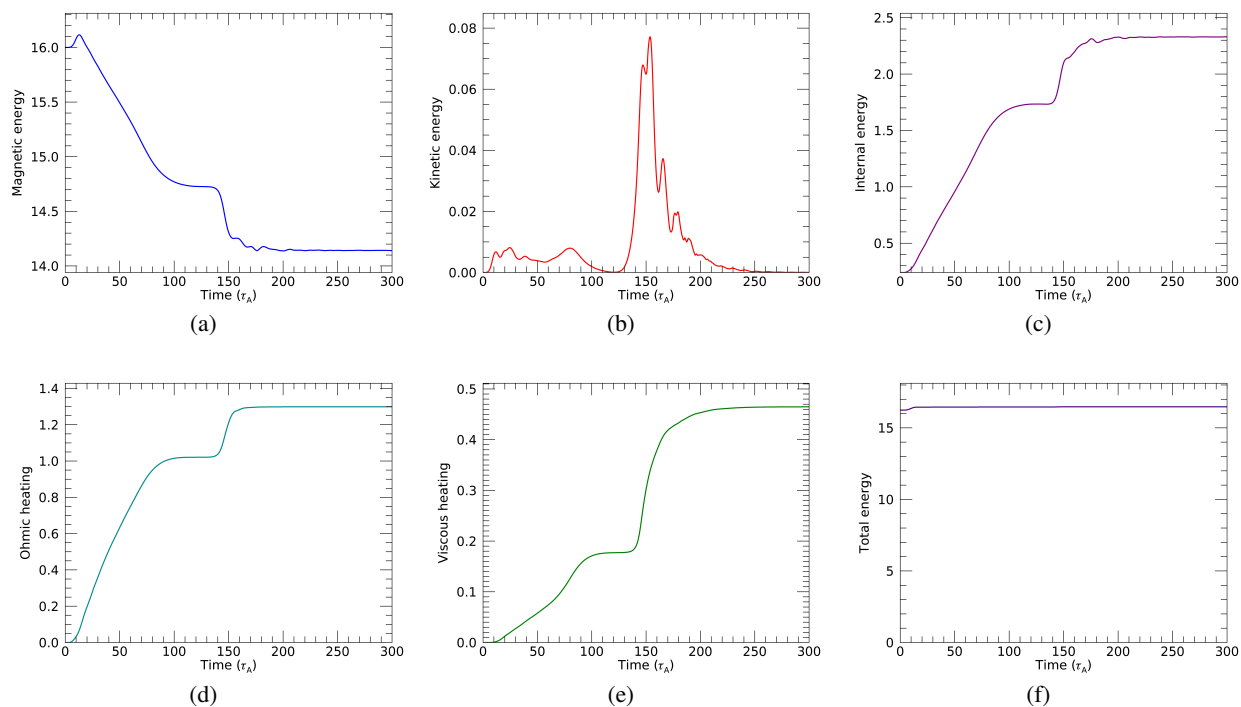 Magnetic energy
16.0
15.5
15.0
14.5
14.0
0 50 100 150 200 250 300
Time (τA)
(a)
Kinetic energy
0.08
0.06
0.04
0.02
0.00
0 50 100 150 200 250 300
Time (τA)
(b)
Internal energy
2.5
2.0
1.5
1.0
0.5
0 50 100 150 200 250 300
Time (τA)
(c)
Ohmic heating
1.4
1.2
1.0
0.8
0.6
0.4
0.2
0.0
0 50 100 150 200 250 300
Time (τA)
(d)
Viscous heating
0.5
0.4
0.3
0.2
0.1
0.0
0 50 100 150 200 250 300
Time (τA)
(e)
Total energy
15
10
5
0
0 50 100 150 200 250 300
Time (τA)
(f)